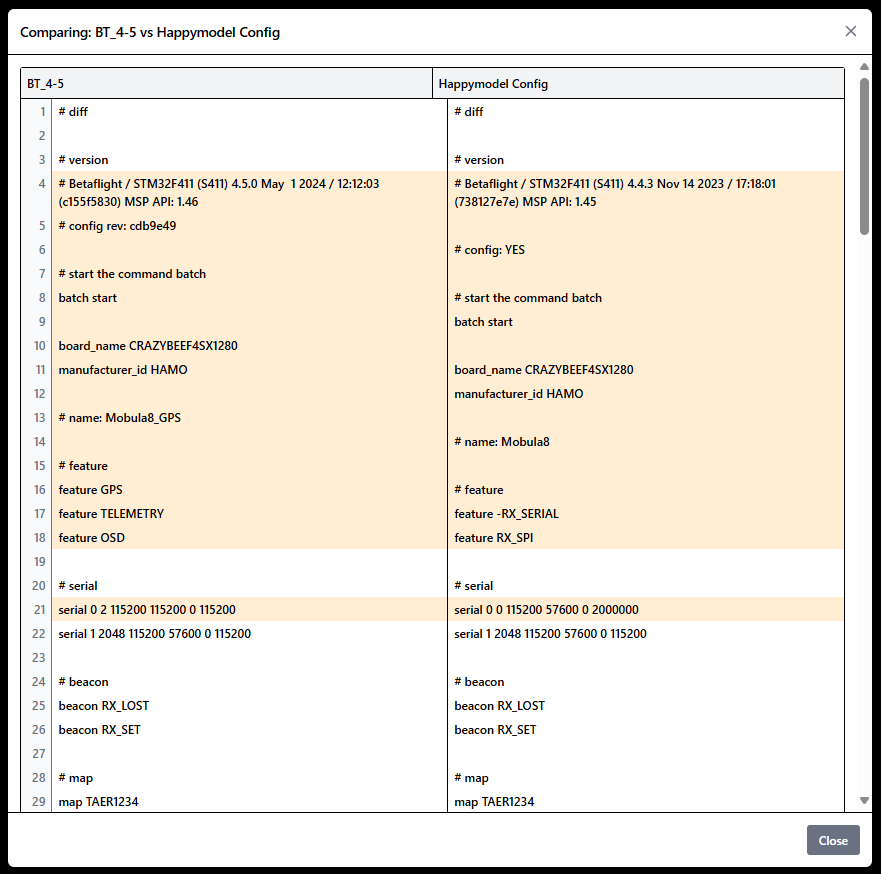 Comparing: BT_4-5 vs Happymodel Config
BT_4-5 Happymodel Config
1 # diff # diff
2
3 # version # version
4 # Betaflight / STM32F411 (S411) 4.5.0 May  1 2024 / 12:12:03 # Betaflight / STM32F411 (S411) 4.4.3 Nov 14 2023 / 17:18:01
(c155f5830) MSP API: 1.46 (738127e7e) MSP API: 1.45
5 # config rev: cdb9e49
6 # config: YES
7 # start the command batch
8 batch start # start the command batch
9 batch start
10 board_name CRAZYBEEF4SX1280
11 manufacturer_id HAMO board_name CRAZYBEEF4SX1280
12 manufacturer_id HAMO
13 # name: Mobula8_GPS
14 # name: Mobula8
15 # feature
16 feature GPS # feature
17 feature TELEMETRY feature -RX_SERIAL
18 feature OSD feature RX_SPI
19
20 # serial # serial
21 serial 0 2 115200 115200 0 115200 serial 0 0 115200 57600 0 2000000
22 serial 1 2048 115200 57600 0 115200 serial 1 2048 115200 57600 0 115200
23
24 # beacon # beacon
25 beacon RX_LOST beacon RX_LOST
26 beacon RX_SET beacon RX_SET
27
28 # map # map
29 map TAER1234 map TAER1234
Close